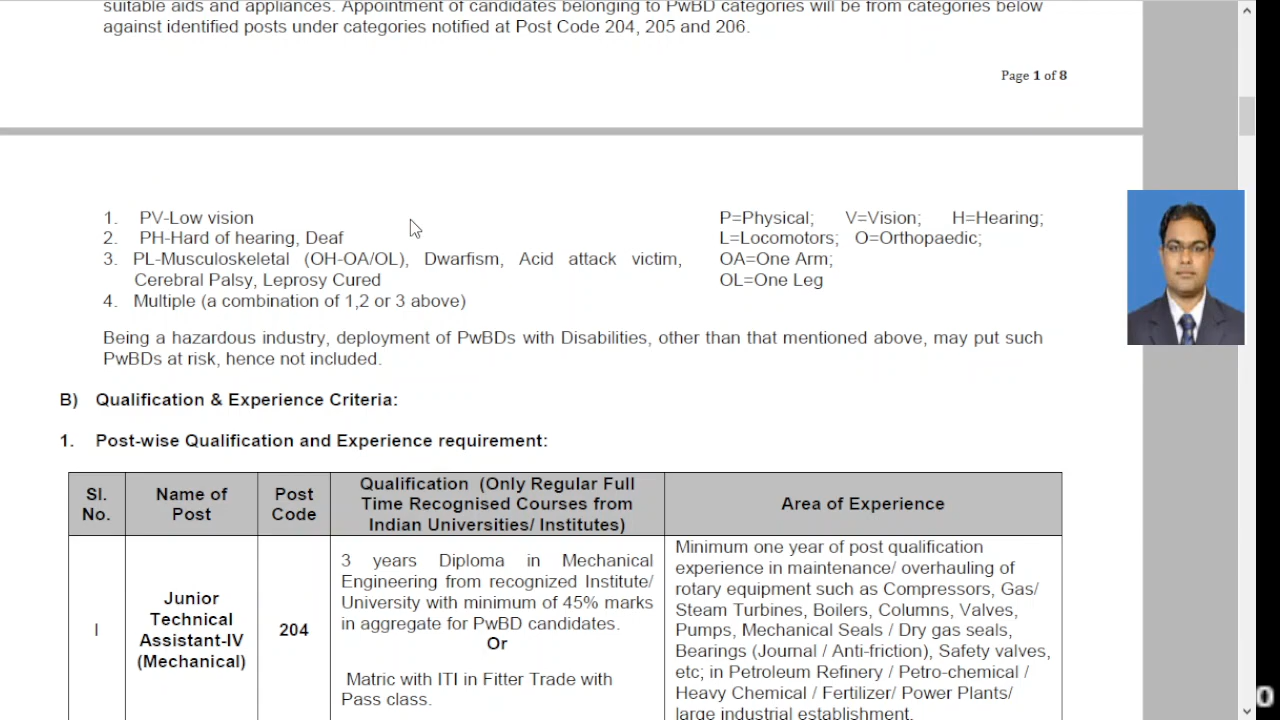 suitable aids and appliances. Appointment of candidates belonging to PwBD categories will be from categories below
against identified posts under categories notified at Post Code 204, 205 and 206.
Page 1 of 8
1. PV-Low vision
2. PH-Hard of hearing, Deaf
3. PL-Musculoskeletal (OH-OA/OL), Dwarfism, Acid attack victim,
Cerebral Palsy, Leprosy Cured
4. Multiple (a combination of 1,2 or 3 above)
P=Physical; V=Vision; H=Hearing;
L=Locomotors; O=Orthopaedic;
OA=One Arm;
OL=One Leg
Being a hazardous industry, deployment of PwBDs with Disabilities, other than that mentioned above, may put such
PwBDs at risk, hence not included.
B) Qualification & Experience Criteria:
1. Post-wise Qualification and Experience requirement:
Sl.
No.
Name of
Post
Post
Code
Qualification (Only Regular Full
Time Recognised Courses from
Indian Universities/ Institutes)
Area of Experience
I
Junior
Technical
Assistant-IV
(Mechanical)
204
3 years Diploma in Mechanical
Engineering from recognized Institute/
University with minimum of 45% marks
in aggregate for PwBD candidates.
Or
Matric with ITI in Fitter Trade with
Pass class.
Minimum one year of post qualification
experience in maintenance/ overhauling of
rotary equipment such as Compressors, Gas/
Steam Turbines, Boilers, Columns, Valves,
Pumps, Mechanical Seals / Dry gas seals,
Bearings (Journal / Anti-friction), Safety valves,
etc; in Petroleum Refinery / Petro-chemical /
Heavy Chemical / Fertilizer/ Power Plants/
large industrial establishment.
0